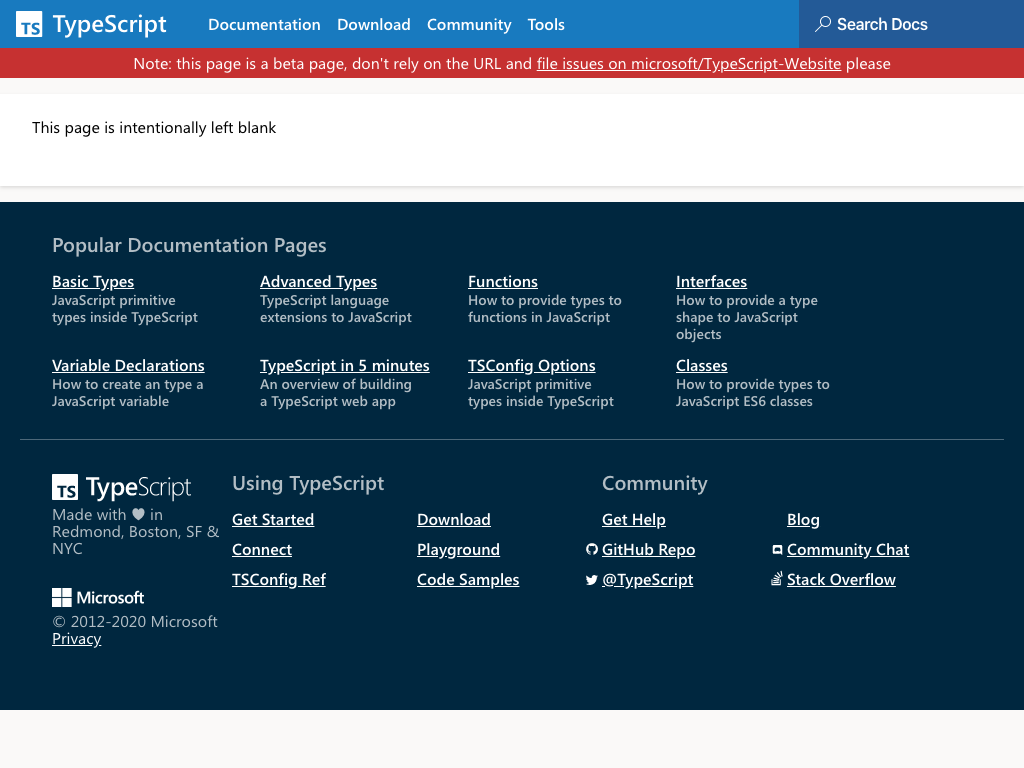 TS TypeScript Documentation Download Community Tools Search Docs
Note: this page is a beta page, don't rely on the URL and file issues on microsoft/TypeScript-Website please
This page is intentionally left blank
Popular Documentation Pages
Basic Types
JavaScript primitive
types inside TypeScript
Advanced Types
TypeScript language
extensions to JavaScript
Functions
How to provide types to
functions in JavaScript
Interfaces
How to provide a type
shape to JavaScript
objects
Variable Declarations
How to create an type a
JavaScript variable
TypeScript in 5 minutes
An overview of building
a TypeScript web app
TSConfig Options
JavaScript primitive
types inside TypeScript
Classes
How to provide types to
JavaScript ES6 classes
TS TypeScript
Made with ♥ in
Redmond, Boston, SF &
NYC
Microsoft
© 2012-2020 Microsoft
Privacy
Using TypeScript
Get Started
Download
Connect
Playground
TSConfig Ref
Code Samples
Community
Get Help
Blog
GitHub Repo
Community Chat
@TypeScript
Stack Overflow